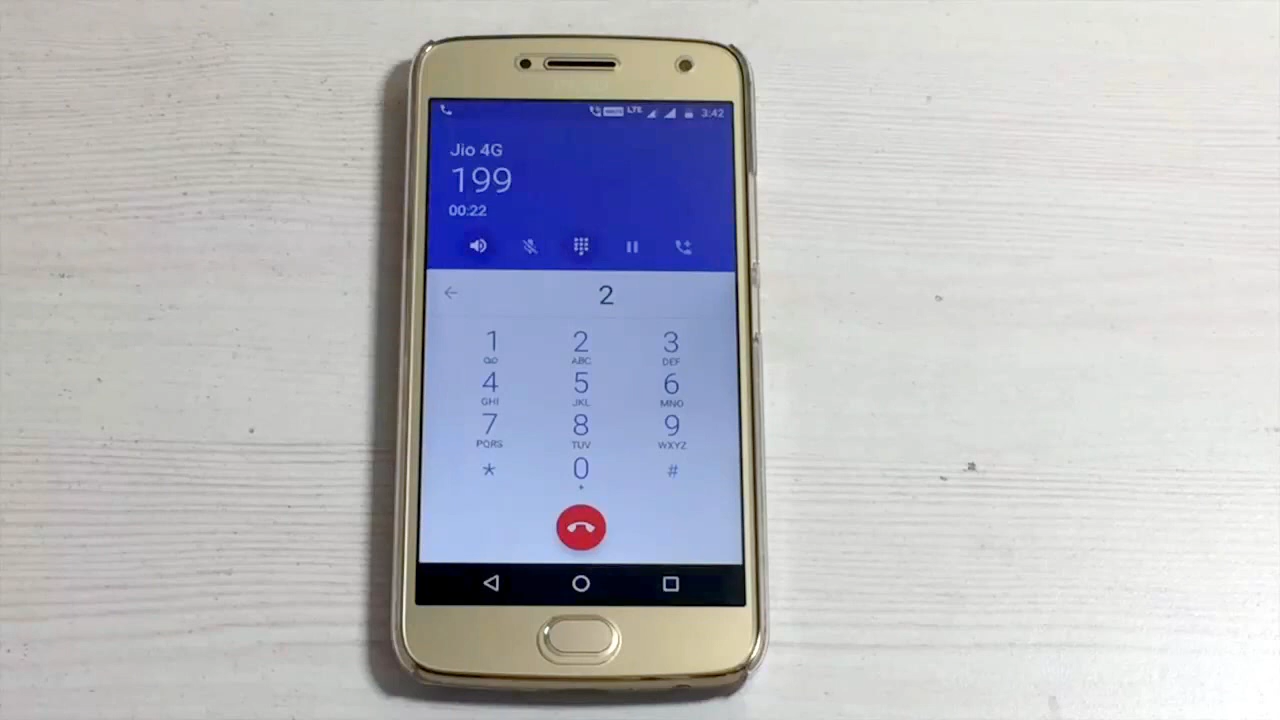 LTE 3:42
Jio 4G
199
00:22
2
1 2 3
ABC DEF
4 5 6
GHI JKL MNO
7 8 9
PQRS TUV WXYZ
* 0 #
+